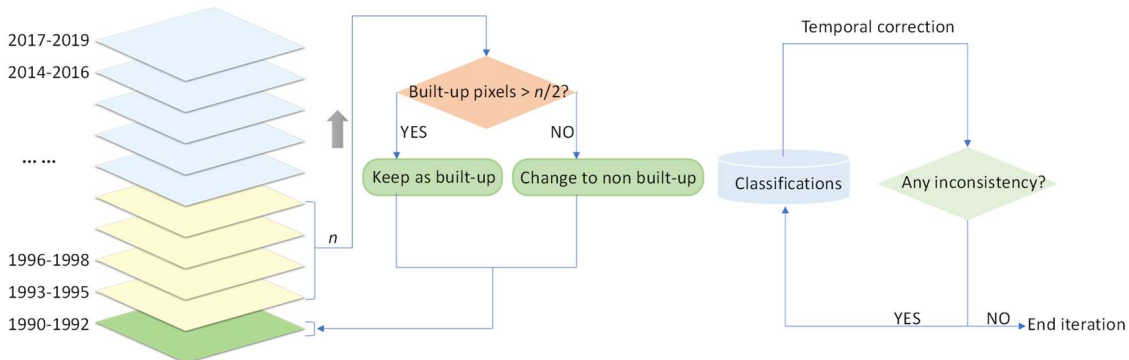 2017-2019
2014-2016
... ...
1996-1998
1993-1995
1990-1992
n
Built-up pixels > n/2?
YES
NO
Keep as built-up
Change to non built-up
Temporal correction
Classifications
Any inconsistency?
YES
NO
End iteration